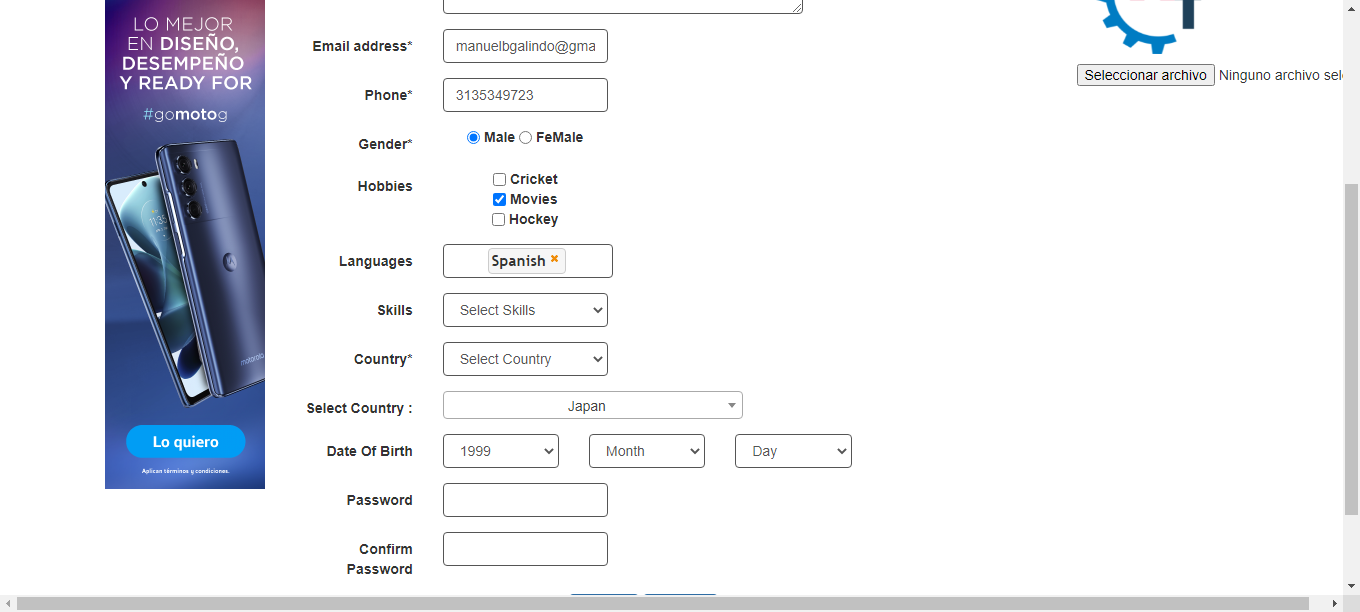 LO MEJOR
EN DISEÑO,
DESEMPEÑO
Y READY FOR
#gomotog
11:35
motorola
Lo quiero
Aplican términos y condiciones.
Email address*
manuelbgalindo@gma
Phone*
3135349723
Gender*
Male FeMale
Hobbies
Cricket
Movies
Hockey
Languages
Spanish
Skills
Select Skills
Country*
Select Country
Select Country :
Japan
Date Of Birth
1999 Month Day
Password
Confirm
Password
Seleccionar archivo Ninguno archivo sel